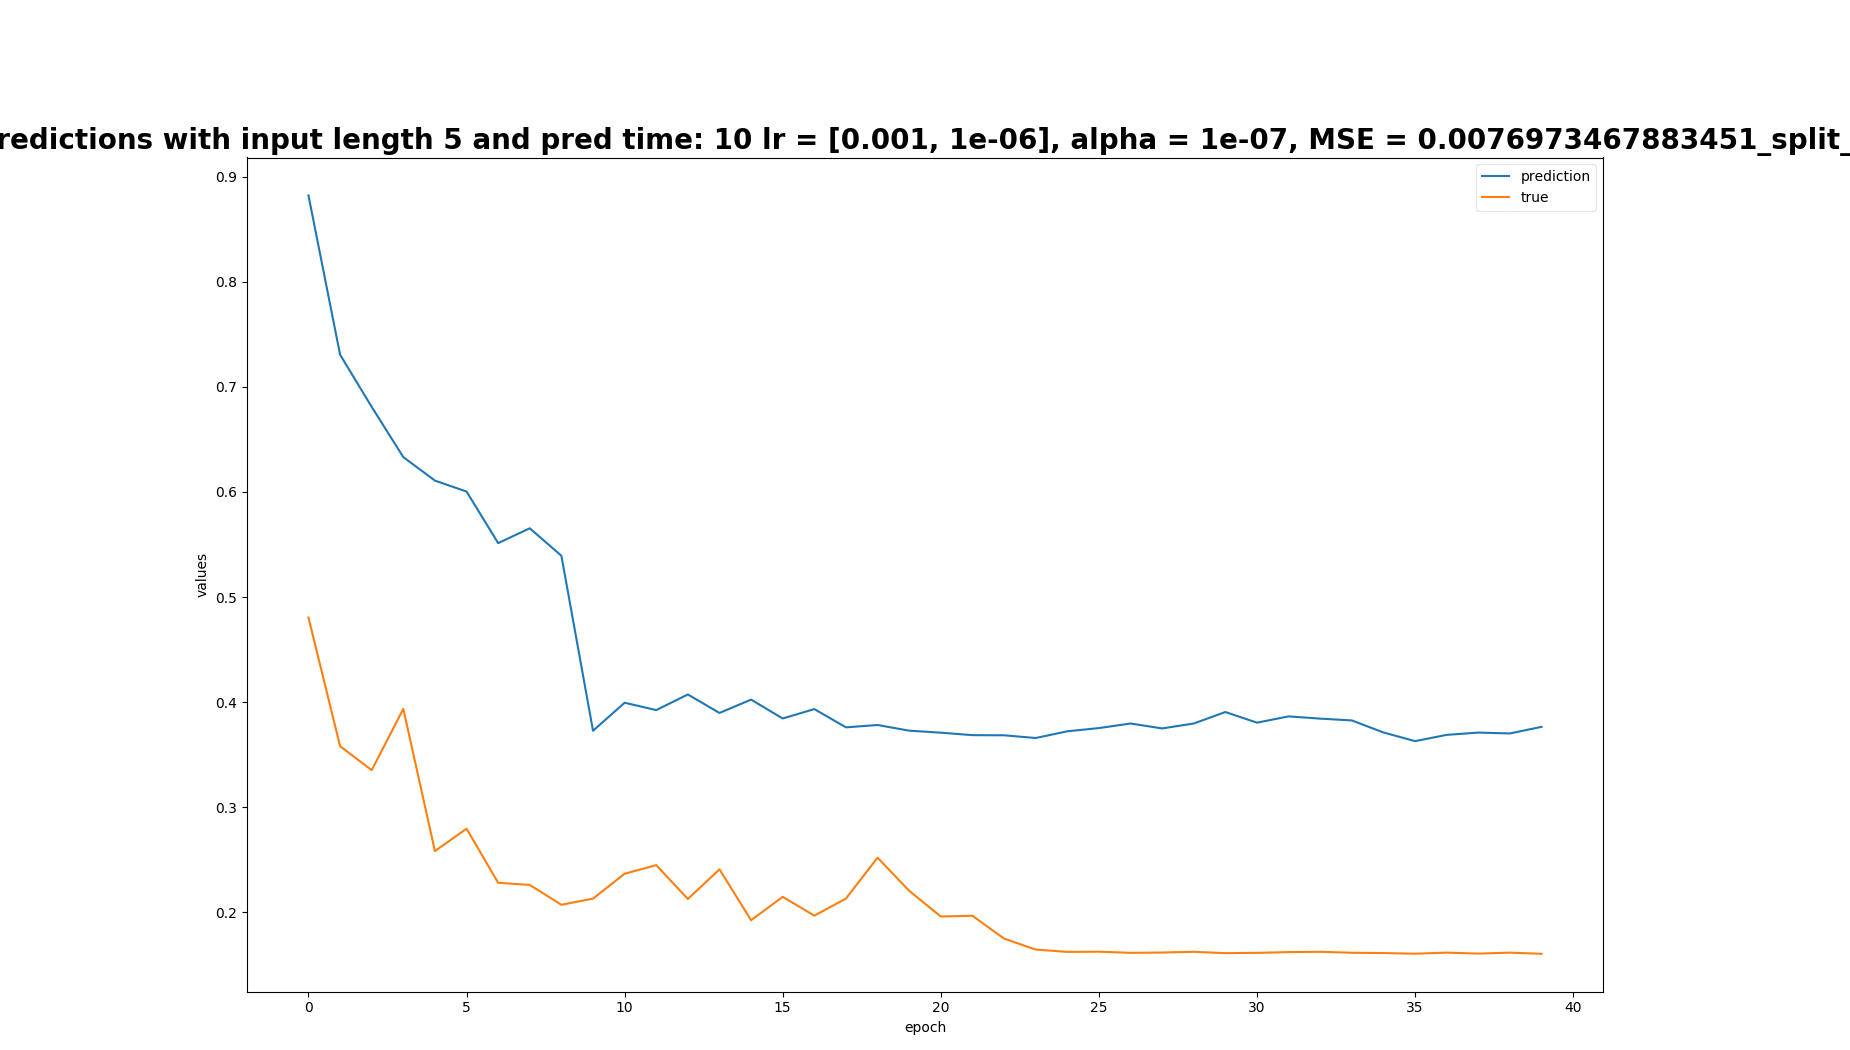 redictions with input length 5 and pred time: 10 lr = [0.001, 1e-06], alpha = 1e-07, MSE = 0.0076973467883451_split_
prediction
true
0.9
0.8
0.7
0.6
0.5
0.4
0.3
0.2
values
0 5 10 15 20 25 30 35 40
epoch